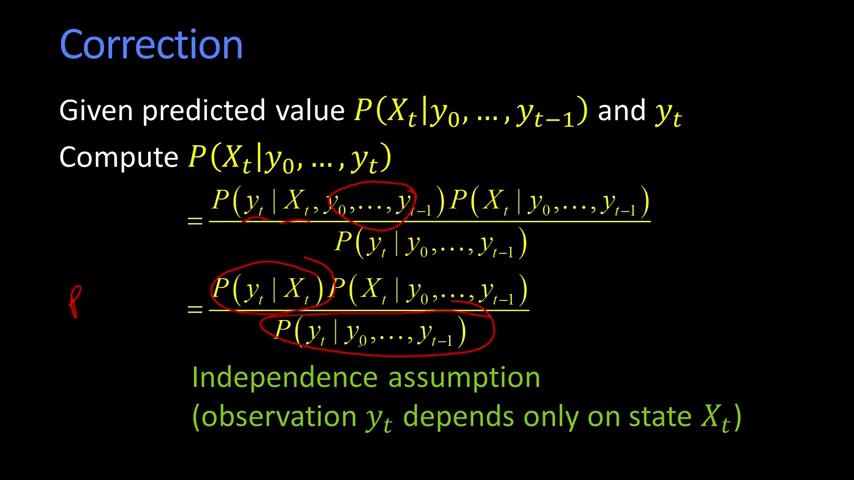 Correction
Given predicted value P(X_t|y_0, …, y_{t−1}) and y_t
Compute P(X_t|y_0, …, y_t)
= \frac{P(y_t | X_t, y_0,…, y_{t−1}) P(X_t | y_0,…, y_{t−1})}{P(y_t | y_0,…, y_{t−1})}
P = \frac{P(y_t | X_t) P(X_t | y_0,…, y_{t−1})}{P(y_t | y_0,…, y_{t−1})}
Independence assumption
(observation y_t depends only on state X_t)